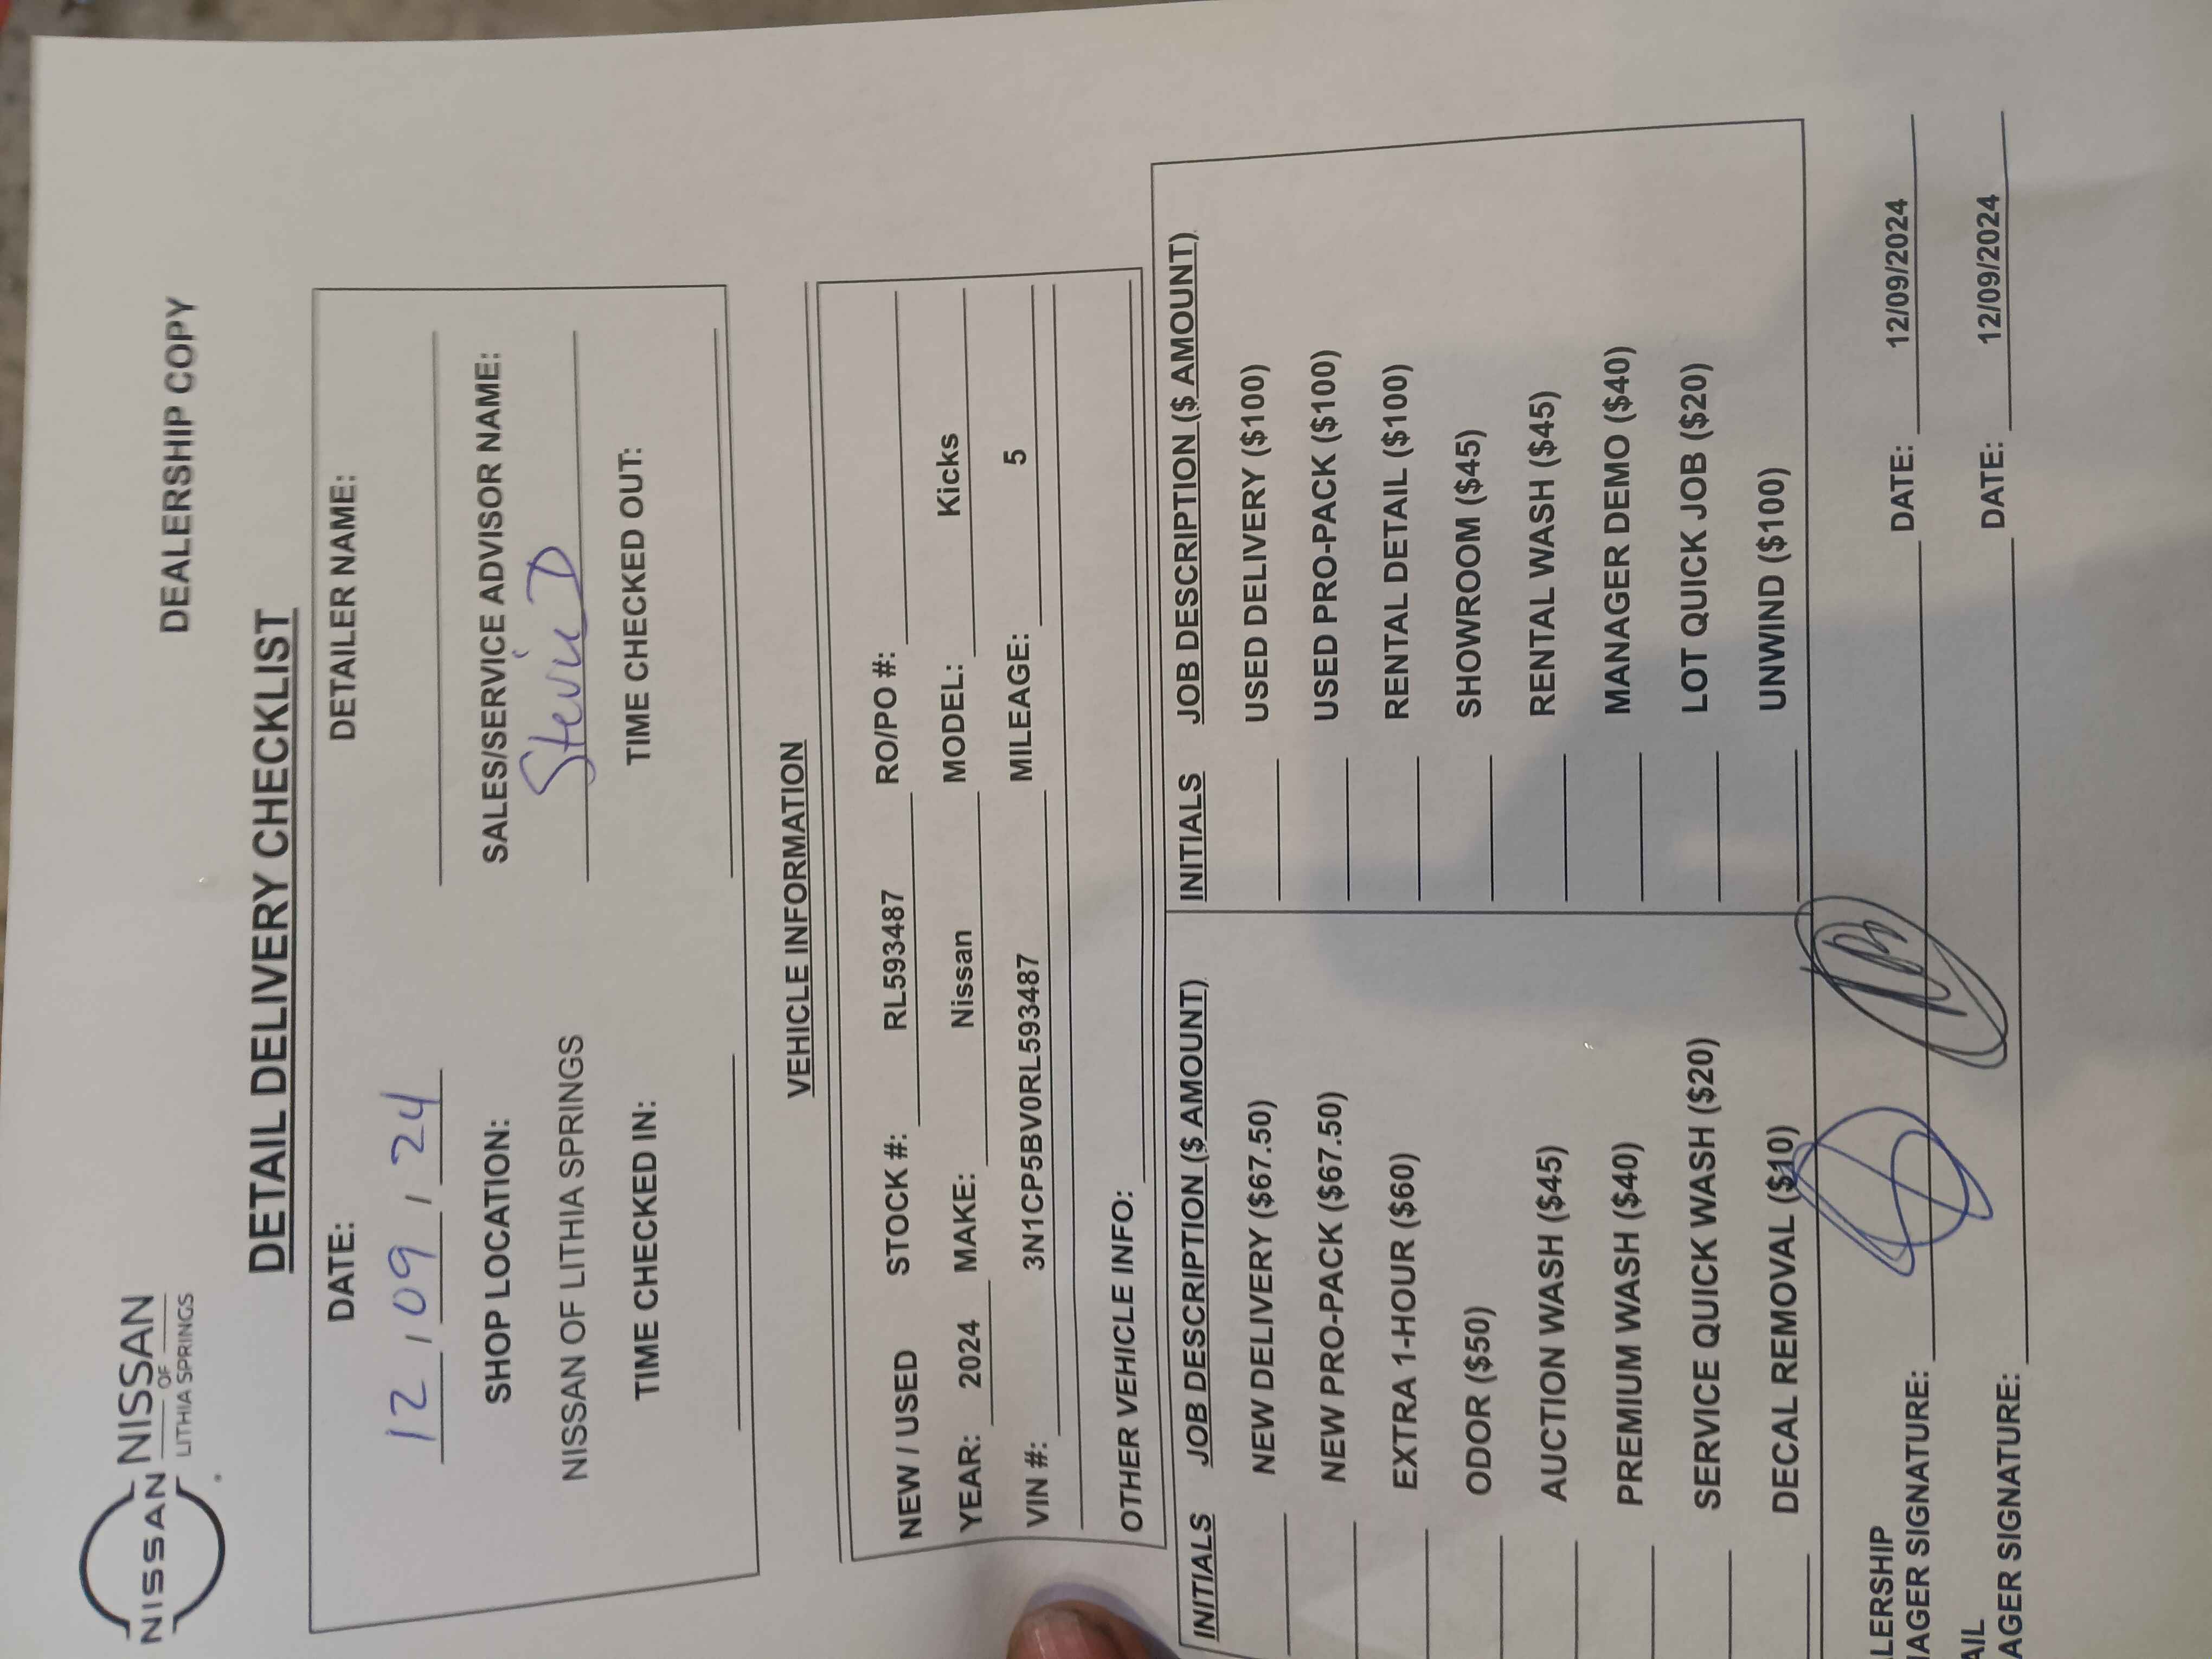 NISSAN
NISSAN
OF
LITHIA SPRINGS
DEALERSHIP COPY
DETAIL DELIVERY CHECKLIST
DATE: DETAILER NAME:
12 / 09 / 24
SHOP LOCATION: SALES/SERVICE ADVISOR NAME:
NISSAN OF LITHIA SPRINGS Stevie D
TIME CHECKED IN: TIME CHECKED OUT:
VEHICLE INFORMATION
NEW / USED STOCK #: RL593487 RO/PO #:
YEAR: 2024 MAKE: Nissan MODEL: Kicks
VIN #: 3N1CP5BV0RL593487 MILEAGE: 5
OTHER VEHICLE INFO:
INITIALS JOB DESCRIPTION ($ AMOUNT) INITIALS JOB DESCRIPTION ($ AMOUNT)
NEW DELIVERY ($67.50) USED DELIVERY ($100)
NEW PRO-PACK ($67.50) USED PRO-PACK ($100)
EXTRA 1-HOUR ($60) RENTAL DETAIL ($100)
ODOR ($50) SHOWROOM ($45)
AUCTION WASH ($45) RENTAL WASH ($45)
PREMIUM WASH ($40) MANAGER DEMO ($40)
SERVICE QUICK WASH ($20) LOT QUICK JOB ($20)
DECAL REMOVAL ($10) UNWIND ($100)
LERSHIP
AGER SIGNATURE: DATE: 12/09/2024
AIL
AGER SIGNATURE: DATE: 12/09/2024